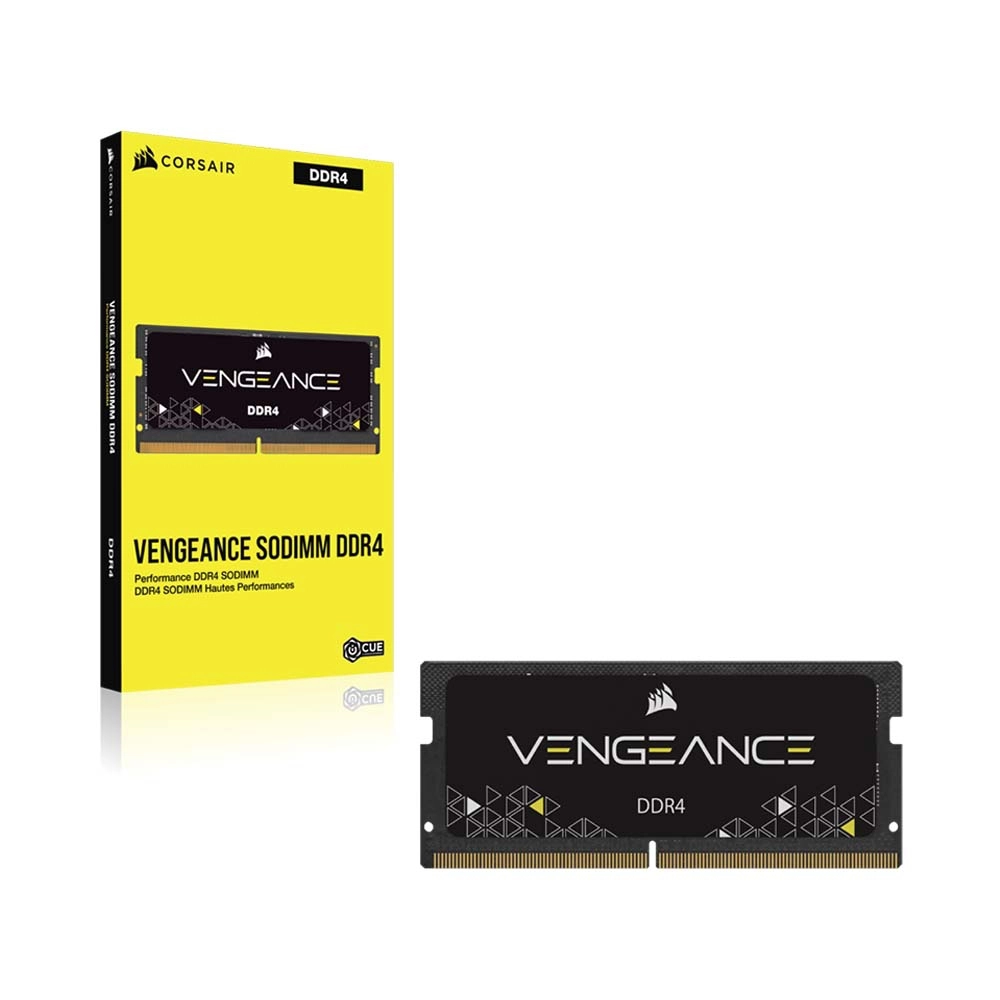 CORSAIR
DDR4
VENGEANCE
DDR4
VENGEANCE SODIMM DDR4
Performance DDR4 SODIMM
DDR4 SODIMM Hautes Performances
CUE
CORSAIR
VENGEANCE SODIMM DDR4
DDR4
VENGEANCE
DDR4